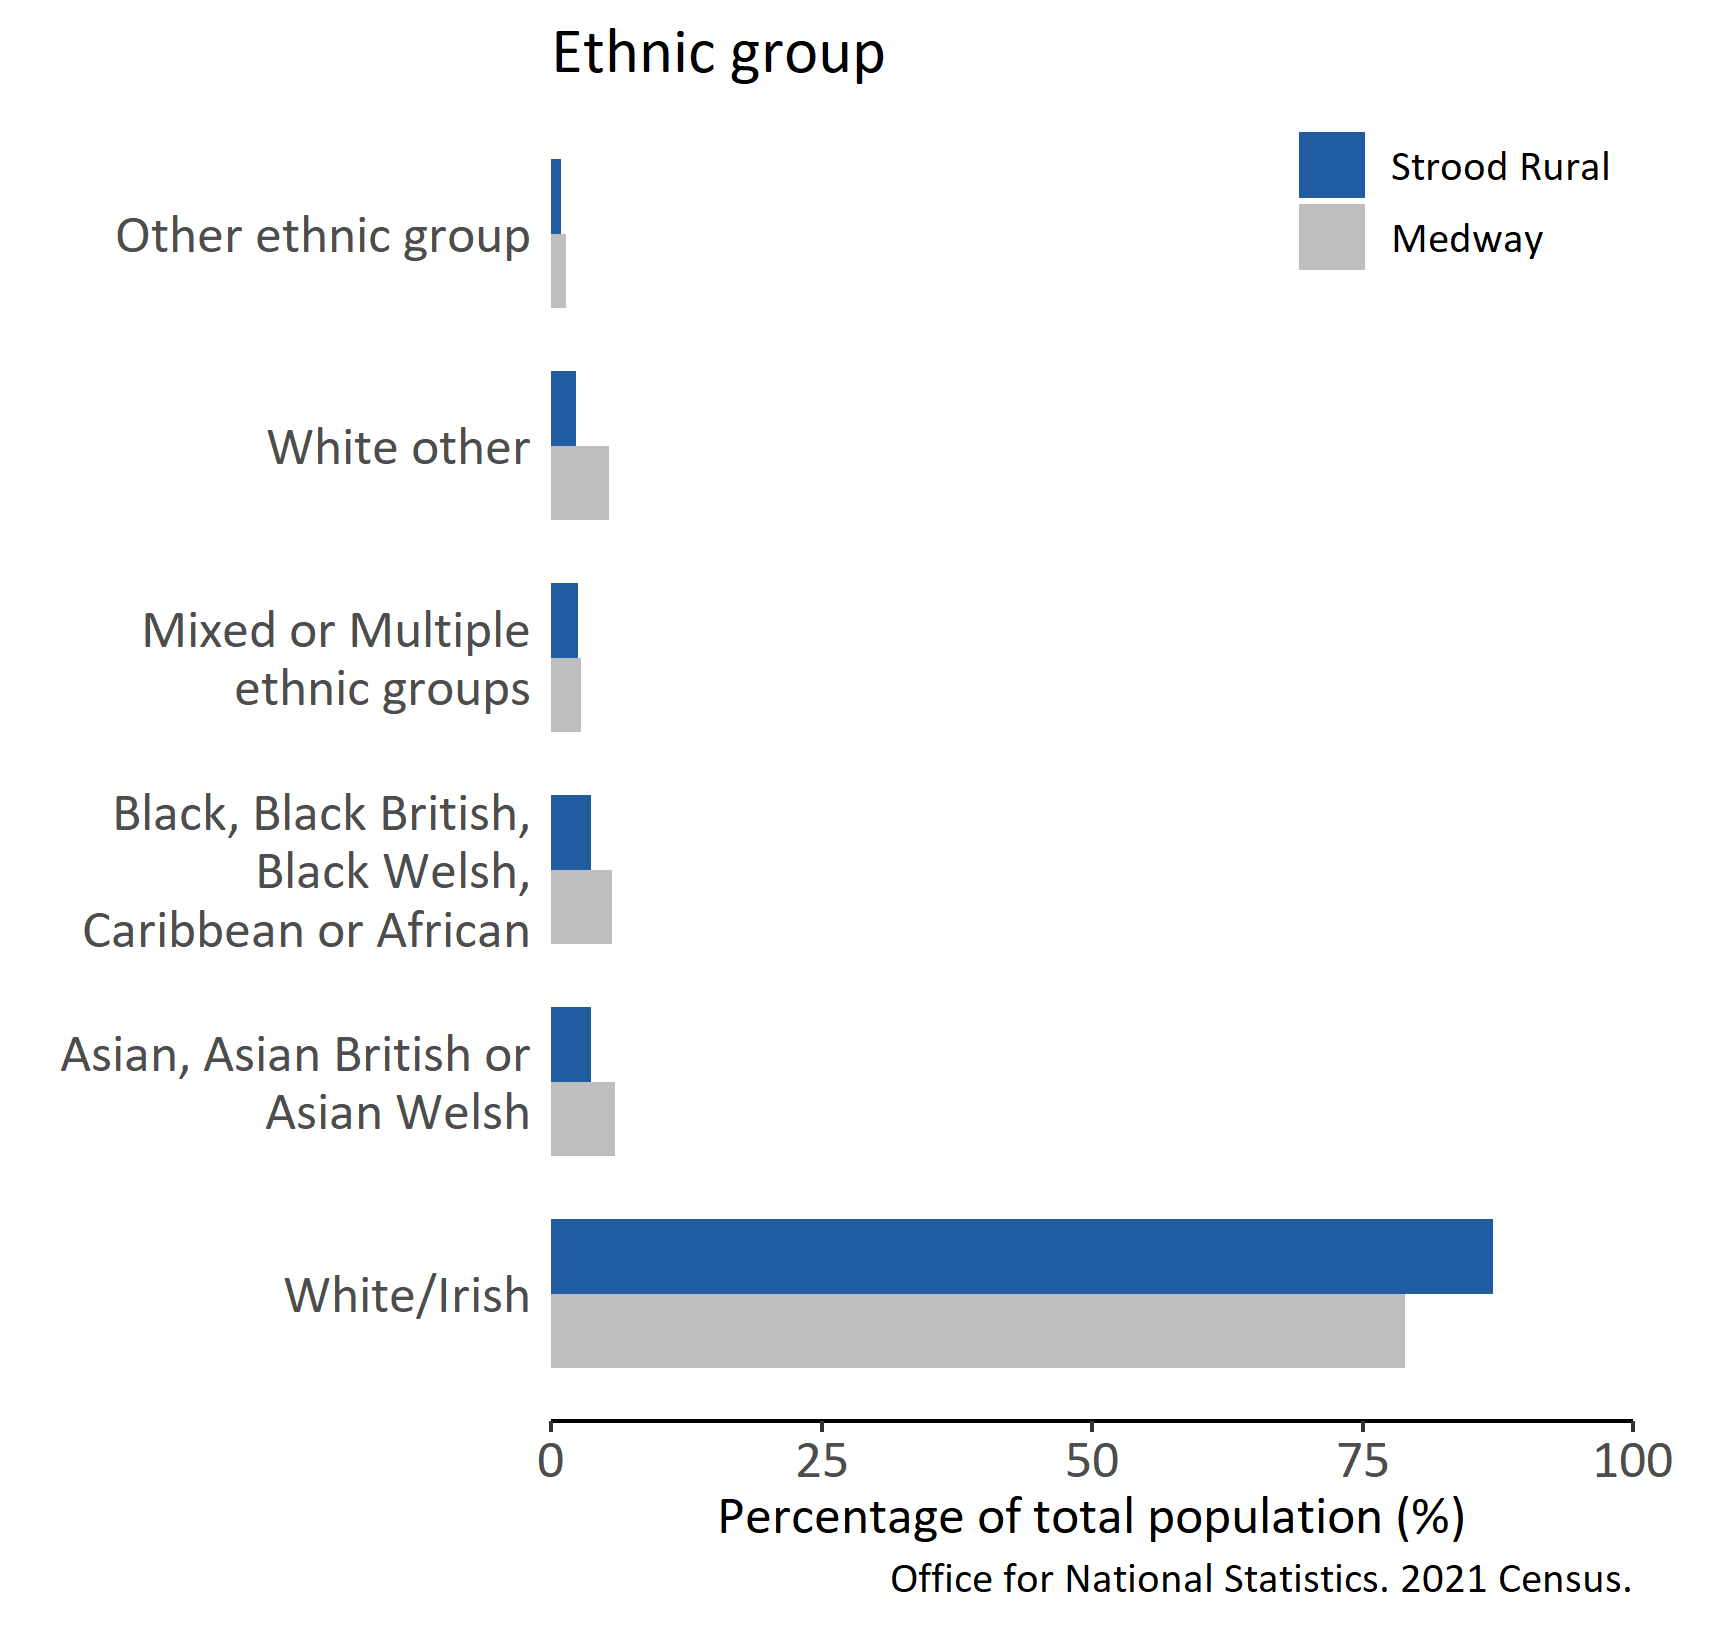 Ethnic group
Strood Rural
Medway
Other ethnic group
White other
Mixed or Multiple
ethnic groups
Black, Black British,
Black Welsh,
Caribbean or African
Asian, Asian British or
Asian Welsh
White/Irish
0 25 50 75 100
Percentage of total population (%)
Office for National Statistics. 2021 Census.